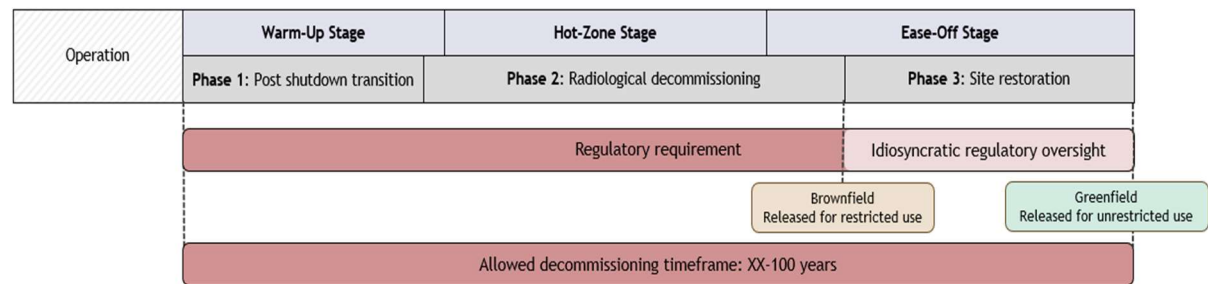 Operation
Warm-Up Stage
Hot-Zone Stage
Ease-Off Stage
Phase 1: Post shutdown transition
Phase 2: Radiological decommissioning
Phase 3: Site restoration
Regulatory requirement
Idiosyncratic regulatory oversight
Brownfield
Released for restricted use
Greenfield
Released for unrestricted use
Allowed decommissioning timeframe: XX-100 years